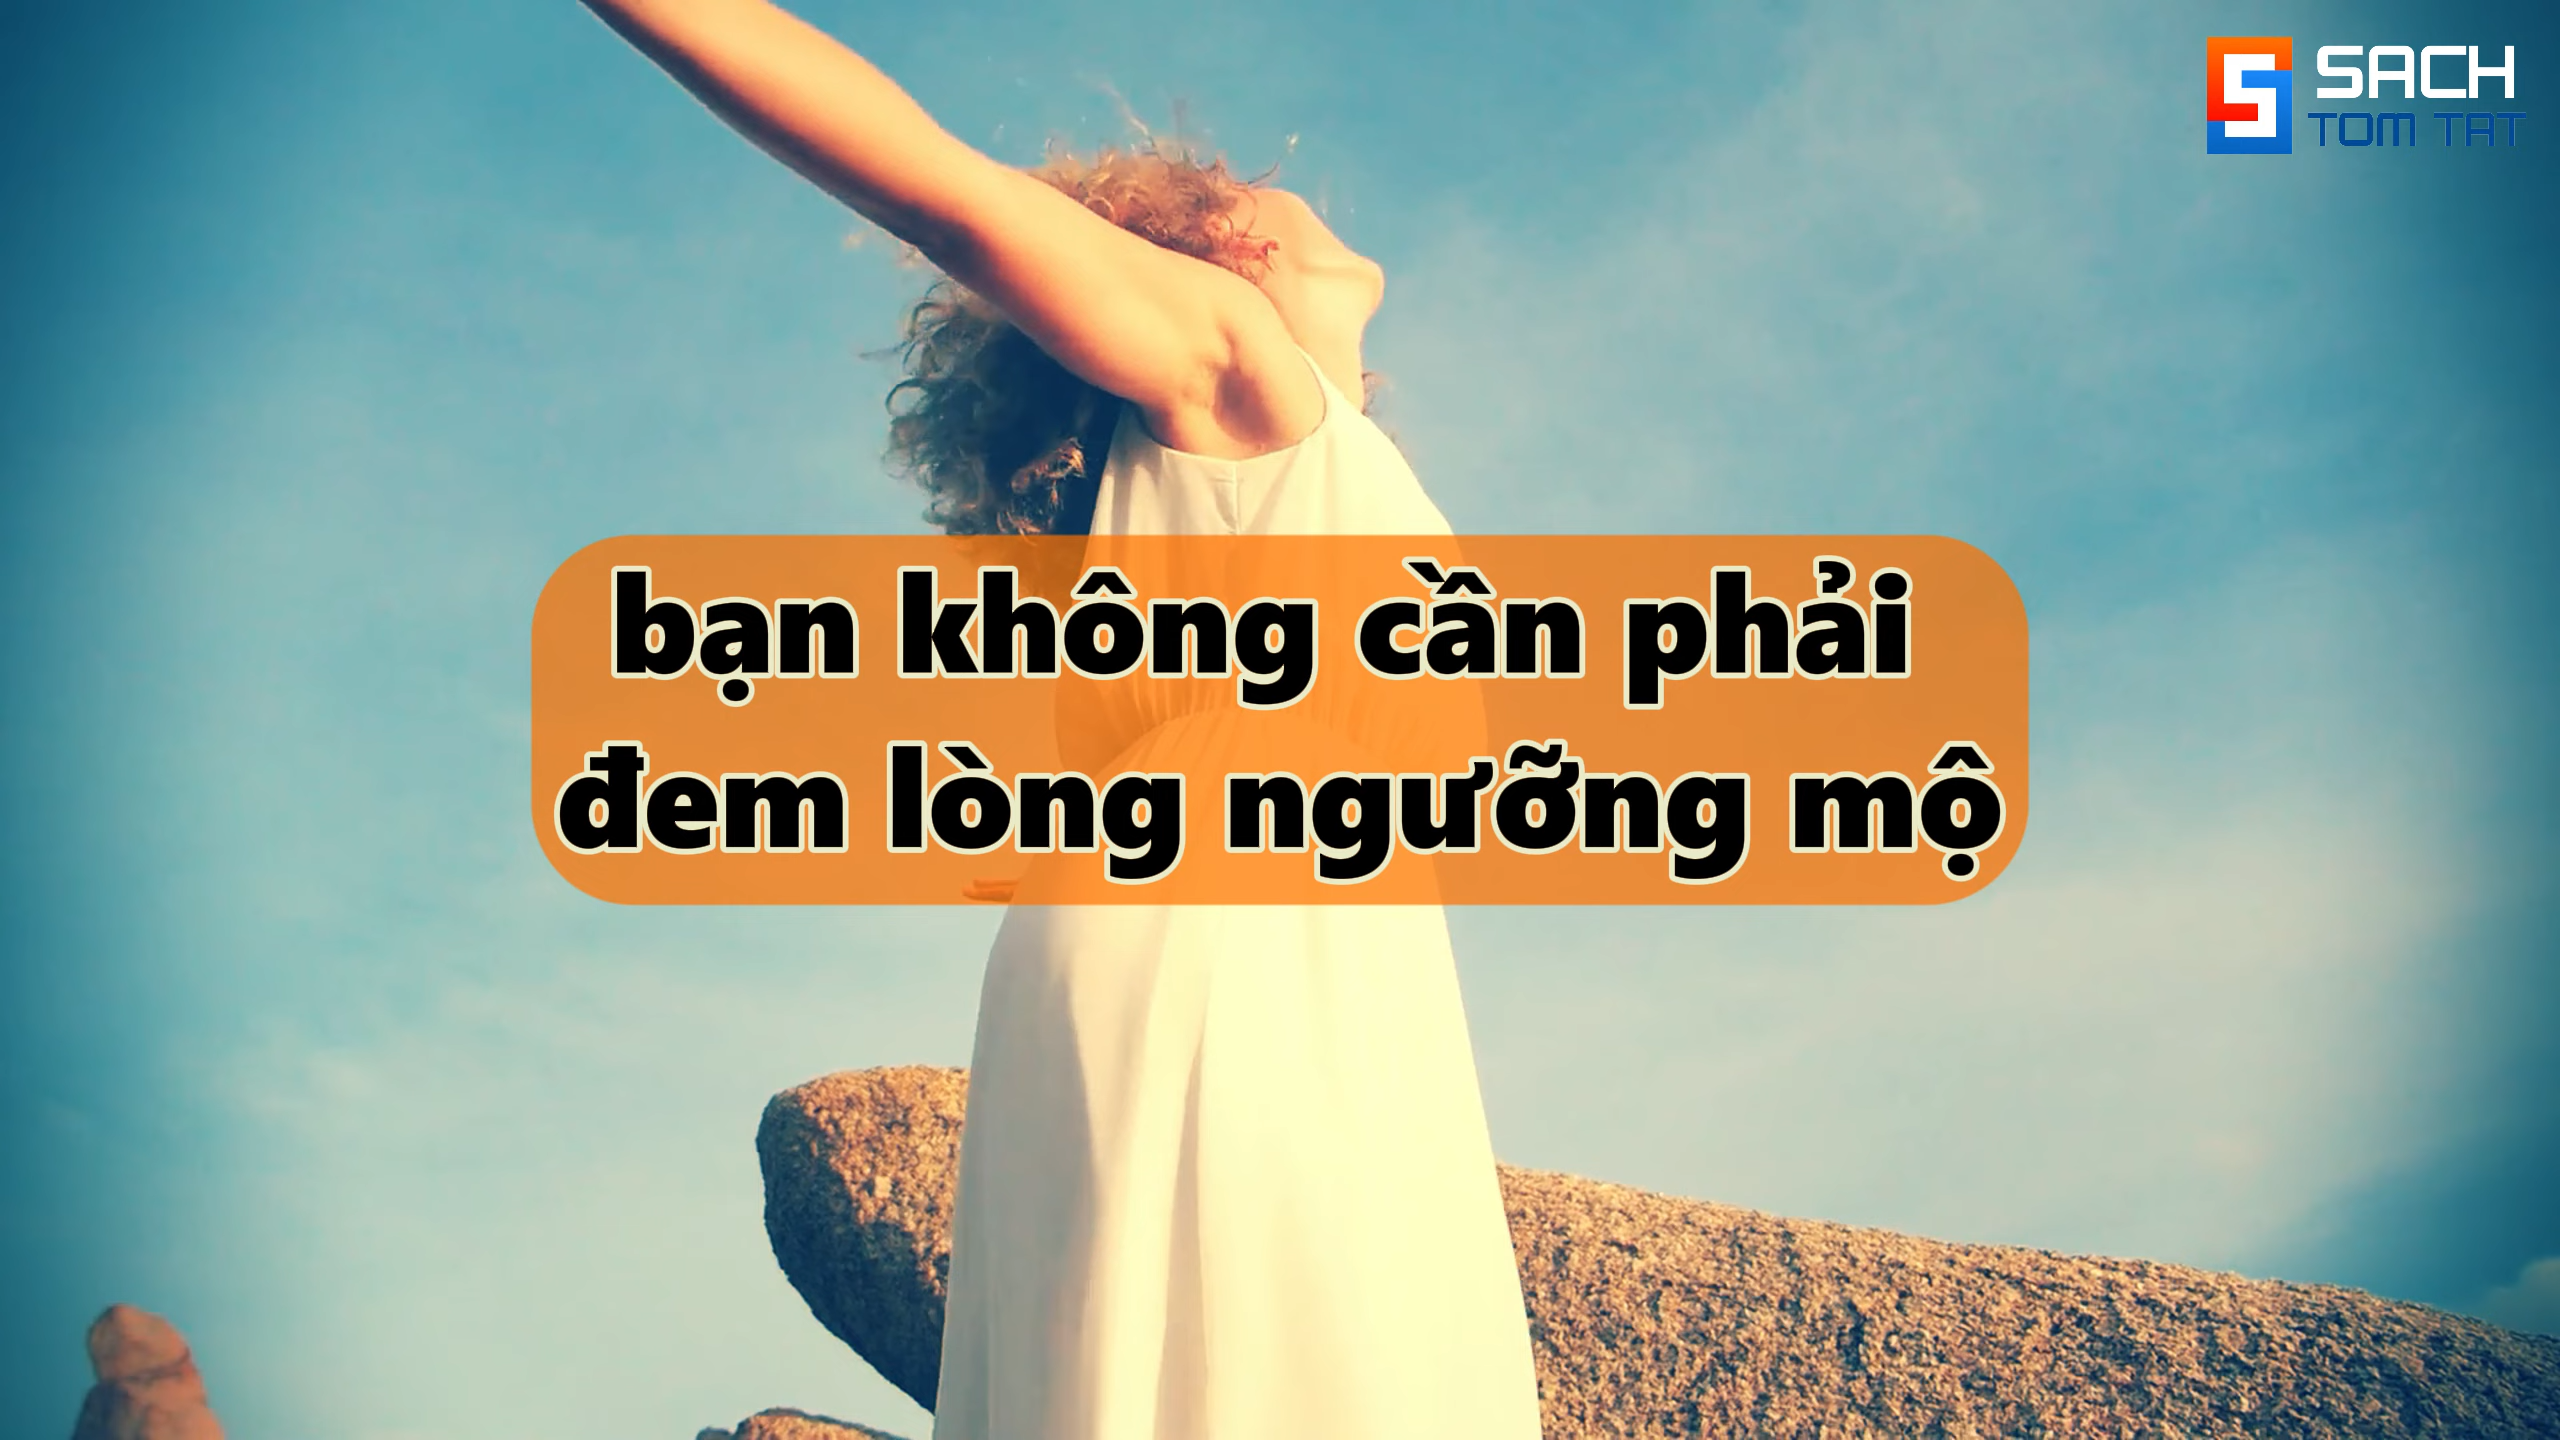 SACH
TOM TAT
bạn không cần phải
đem lòng ngưỡng mộ